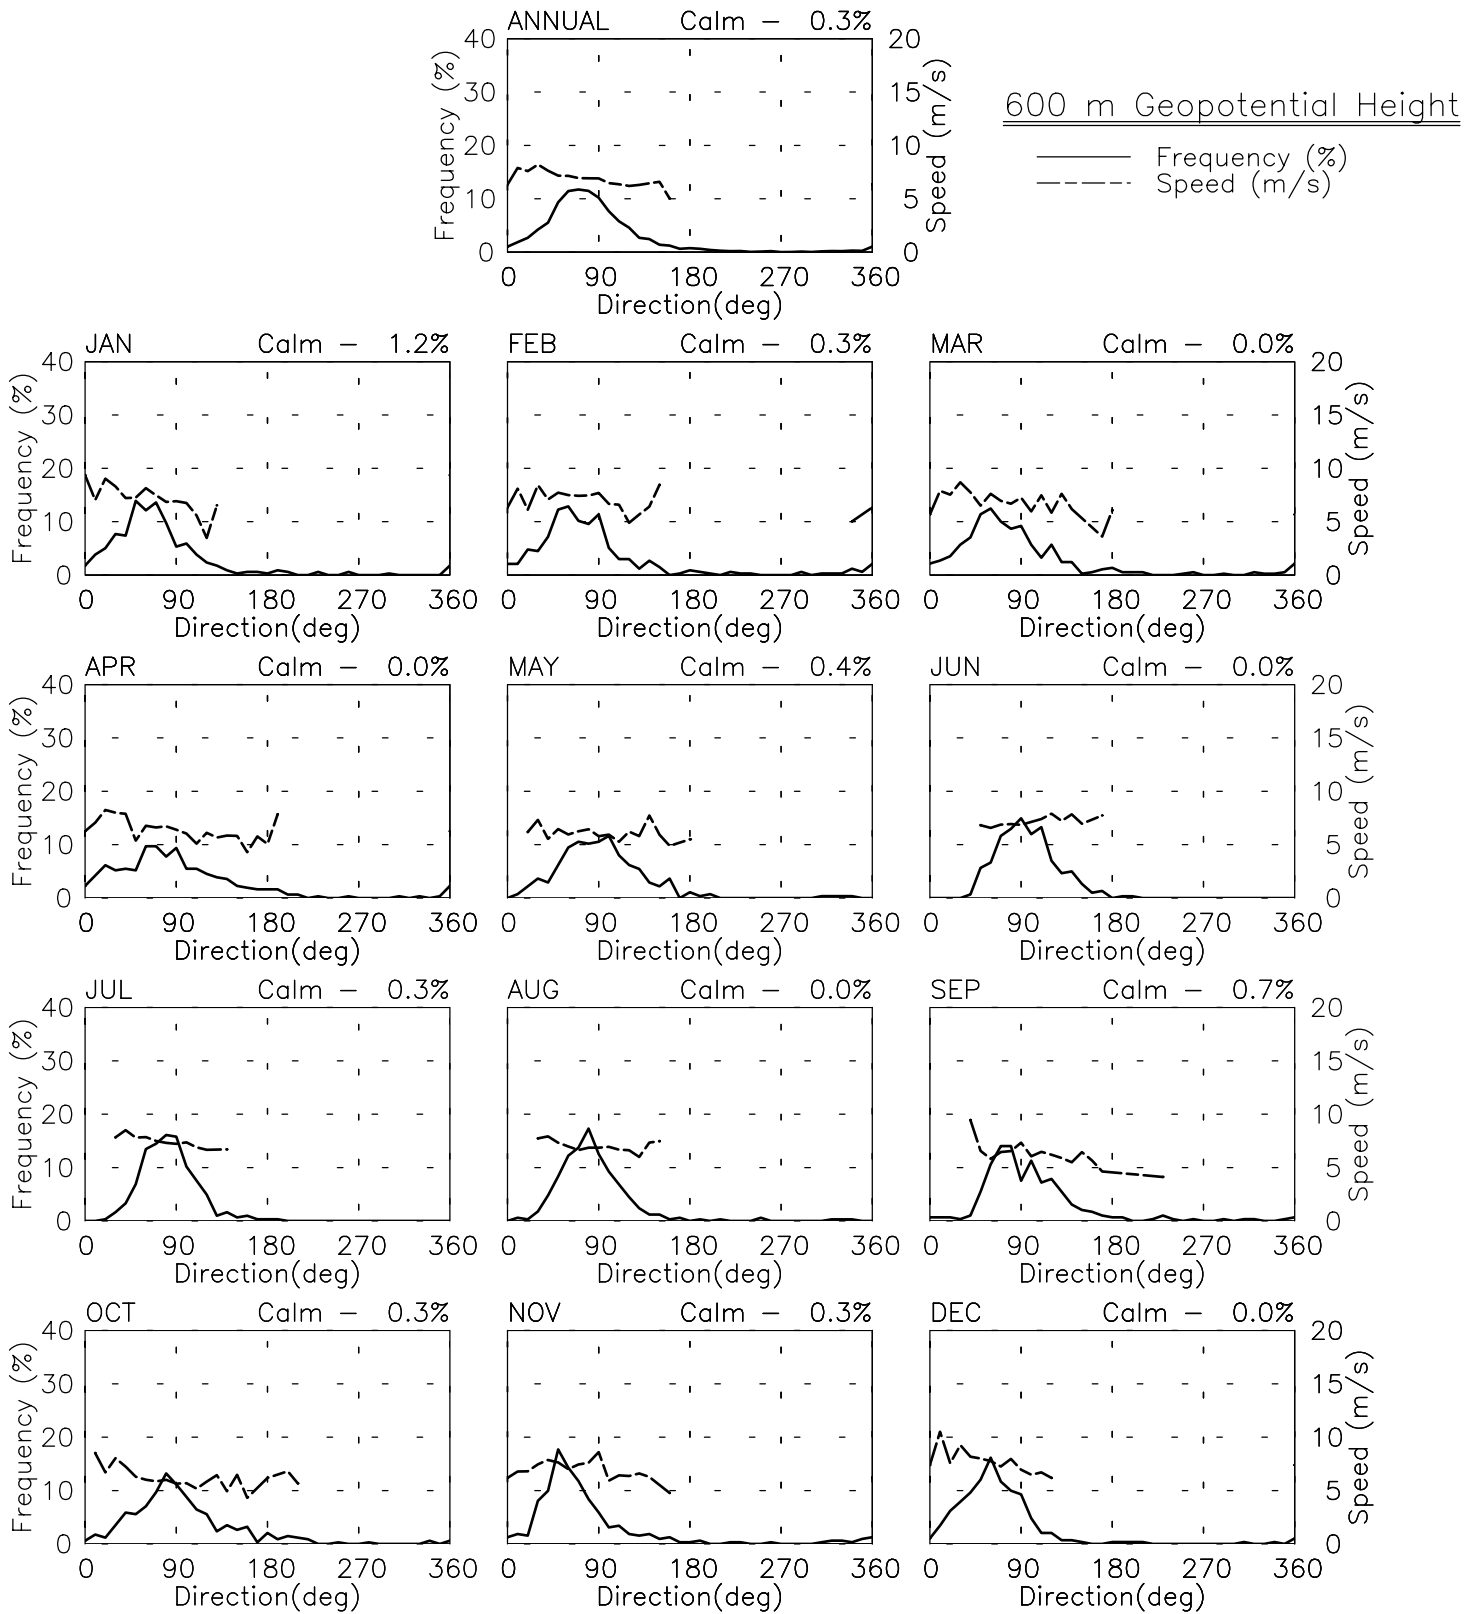 ANNUAL Calm - 0.3%
40 20
30 15
20 10
10 5
0 0
Frequency (%)
Speed (m/s)
0 90 180 270 360
Direction(deg)
600 m Geopotential Height
Frequency (%)
Speed (m/s)
JAN Calm - 1.2% FEB Calm - 0.3% MAR Calm - 0.0%
40 20
30 15
20 10
10 5
0 0
Frequency (%)
Speed (m/s)
0 90 180 270 360 0 90 180 270 360 0 90 180 270 360
Direction(deg) Direction(deg) Direction(deg)
APR Calm - 0.0% MAY Calm - 0.4% JUN Calm - 0.0%
40 20
30 15
20 10
10 5
0 0
Frequency (%)
Speed (m/s)
0 90 180 270 360 0 90 180 270 360 0 90 180 270 360
Direction(deg) Direction(deg) Direction(deg)
JUL Calm - 0.3% AUG Calm - 0.0% SEP Calm - 0.7%
40 20
30 15
20 10
10 5
0 0
Frequency (%)
Speed (m/s)
0 90 180 270 360 0 90 180 270 360 0 90 180 270 360
Direction(deg) Direction(deg) Direction(deg)
OCT Calm - 0.3% NOV Calm - 0.3% DEC Calm - 0.0%
40 20
30 15
20 10
10 5
0 0
Frequency (%)
Speed (m/s)
0 90 180 270 360 0 90 180 270 360 0 90 180 270 360
Direction(deg) Direction(deg) Direction(deg)